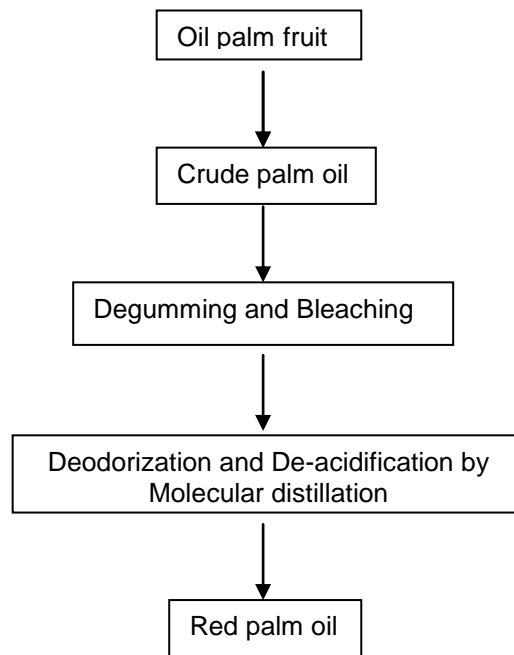 Oil palm fruit
Crude palm oil
Degumming and Bleaching
Deodorization and De-acidification by
Molecular distillation
Red palm oil